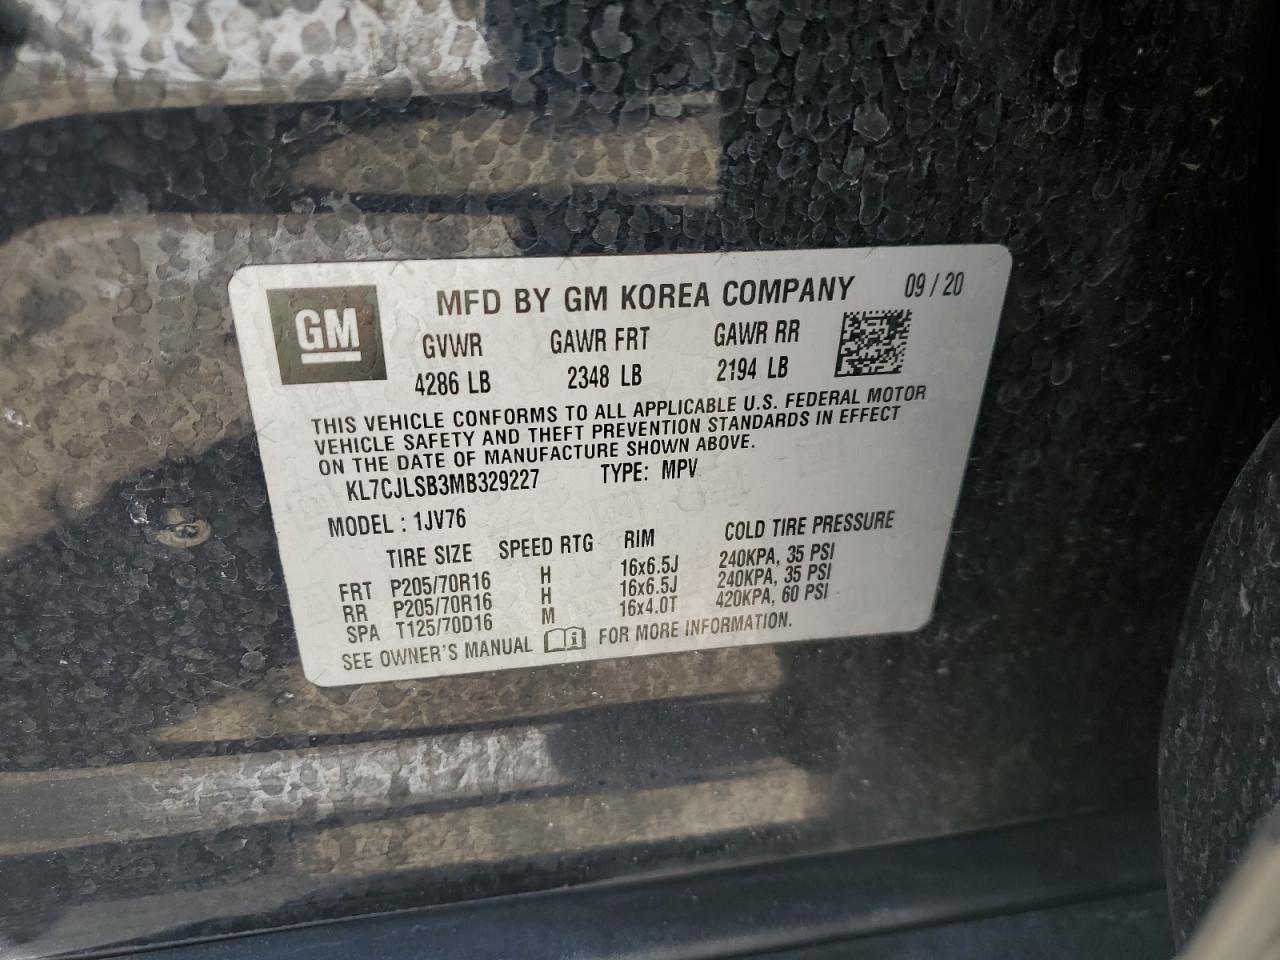 MFD BY GM KOREA COMPANY 09 / 20
GM
GVWR GAWR FRT GAWR RR
4286 LB 2348 LB 2194 LB
THIS VEHICLE CONFORMS TO ALL APPLICABLE U.S. FEDERAL MOTOR
VEHICLE SAFETY AND THEFT PREVENTION STANDARDS IN EFFECT
ON THE DATE OF MANUFACTURE SHOWN ABOVE.
KL7CJLSB3MB329227 TYPE: MPV
MODEL : 1JV76
TIRE SIZE SPEED RTG RIM COLD TIRE PRESSURE
FRT P205/70R16 H 16x6.5J 240KPA, 35 PSI
RR P205/70R16 H 16x6.5J 240KPA, 35 PSI
SPA T125/70D16 M 16x4.0T 420KPA, 60 PSI
SEE OWNER'S MANUAL FOR MORE INFORMATION.